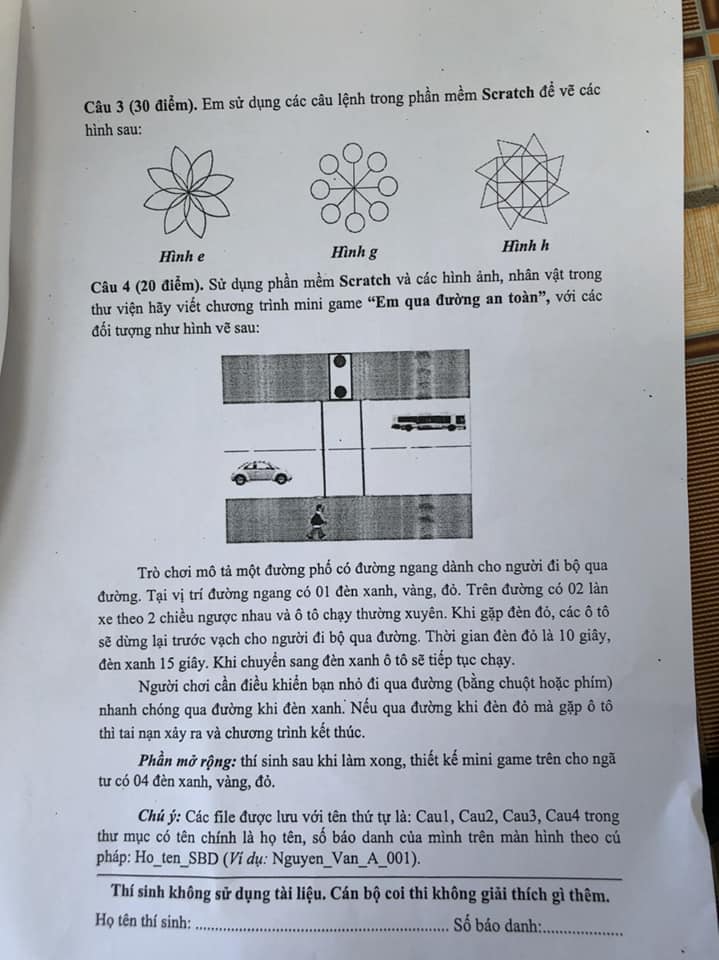 Câu 3 (30 điểm). Em sử dụng các câu lệnh trong phần mềm Scratch để vẽ các
hình sau:
Hình e
Hình g
Hình h
Câu 4 (20 điểm). Sử dụng phần mềm Scratch và các hình ảnh, nhân vật trong
thư viện hãy viết chương trình mini game “Em qua đường an toàn”, với các
đối tượng như hình vẽ sau:
Trò chơi mô tả một đường phố có đường ngang dành cho người đi bộ qua
đường. Tại vị trí đường ngang có 01 đèn xanh, vàng, đỏ. Trên đường có 02 làn
xe theo 2 chiều ngược nhau và ô tô chạy thường xuyên. Khi gặp đèn đỏ, các ô tô
sẽ dừng lại trước vạch cho người đi bộ qua đường. Thời gian đèn đỏ là 10 giây,
đèn xanh 15 giây. Khi chuyển sang đèn xanh ô tô sẽ tiếp tục chạy.
Người chơi cần điều khiển bạn nhỏ đi qua đường (bằng chuột hoặc phím)
nhanh chóng qua đường khi đèn xanh. Nếu qua đường khi đèn đỏ mà gặp ô tô
thì tai nạn xảy ra và chương trình kết thúc.
Phần mở rộng: thí sinh sau khi làm xong, thiết kế mini game trên cho ngã
tư có 04 đèn xanh, vàng, đỏ.
Chú ý: Các file được lưu với tên thứ tự là: Cau1, Cau2, Cau3, Cau4 trong
thư mục có tên chính là họ tên, số báo danh của mình trên màn hình theo cú
pháp: Ho_ten_SBD (Ví dụ: Nguyen_Van_A_001).
Thí sinh không sử dụng tài liệu. Cán bộ coi thi không giải thích gì thêm.
Họ tên thí sinh: ........................................................ Số báo danh:..................